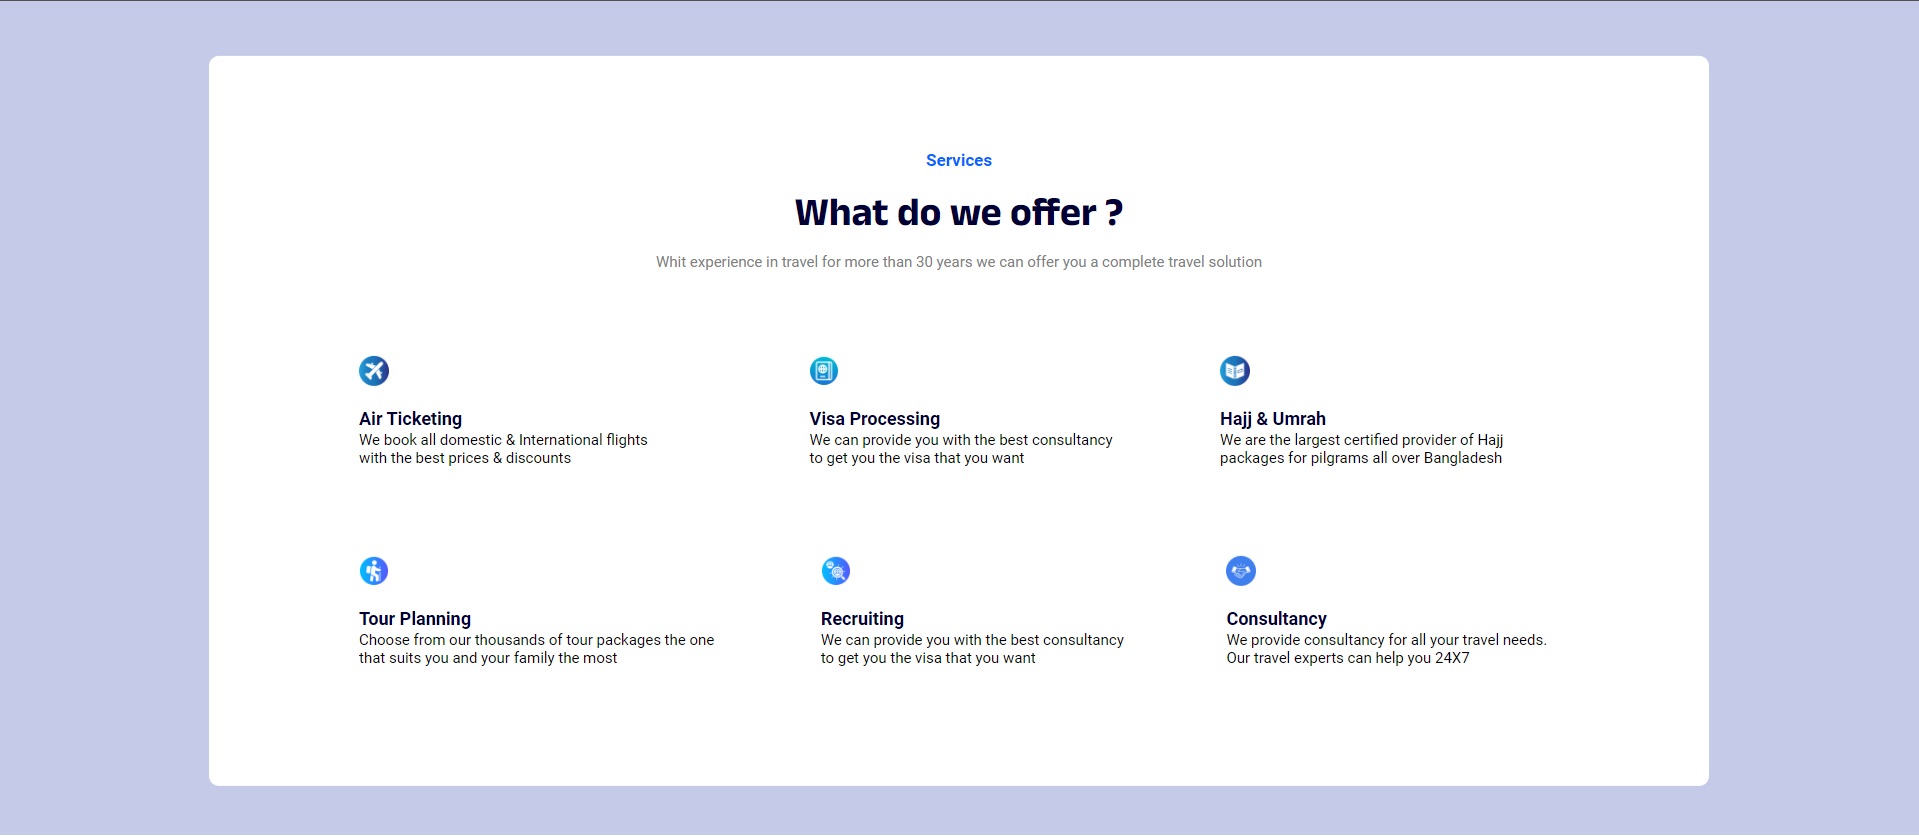 Services
What do we offer ?
Whit experience in travel for more than 30 years we can offer you a complete travel solution
Air Ticketing
We book all domestic & International flights
with the best prices & discounts
Visa Processing
We can provide you with the best consultancy
to get you the visa that you want
Hajj & Umrah
We are the largest certified provider of Hajj
packages for pilgrams all over Bangladesh
Tour Planning
Choose from our thousands of tour packages the one
that suits you and your family the most
Recruiting
We can provide you with the best consultancy
to get you the visa that you want
Consultancy
We provide consultancy for all your travel needs.
Our travel experts can help you 24X7